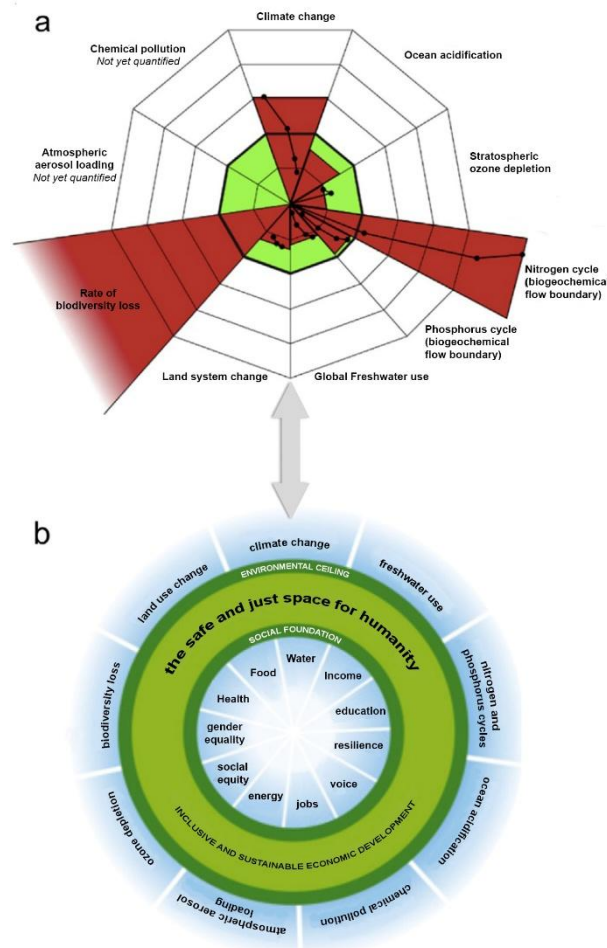 a
Climate change
Chemical pollution
Not yet quantified
Ocean acidification
Atmospheric
aerosol loading
Not yet quantified
Stratospheric
ozone depletion
Rate of
biodiversity loss
Nitrogen cycle
(biogeochemical
flow boundary)
Phosphorus cycle
(biogeochemical
flow boundary)
Land system change
Global Freshwater use
b
climate change
land use change
freshwater use
ENVIRONMENTAL CEILING
the safe and just space for humanity
SOCIAL FOUNDATION
Water
Food
Income
Health
education
gender
equality
resilience
social
equity
voice
energy
jobs
biodiversity loss
nitrogen and
phosphorus cycles
INCLUSIVE AND SUSTAINABLE ECONOMIC DEVELOPMENT
ozone depletion
ocean acidification
atmospheric aerosol
loading
chemical pollution